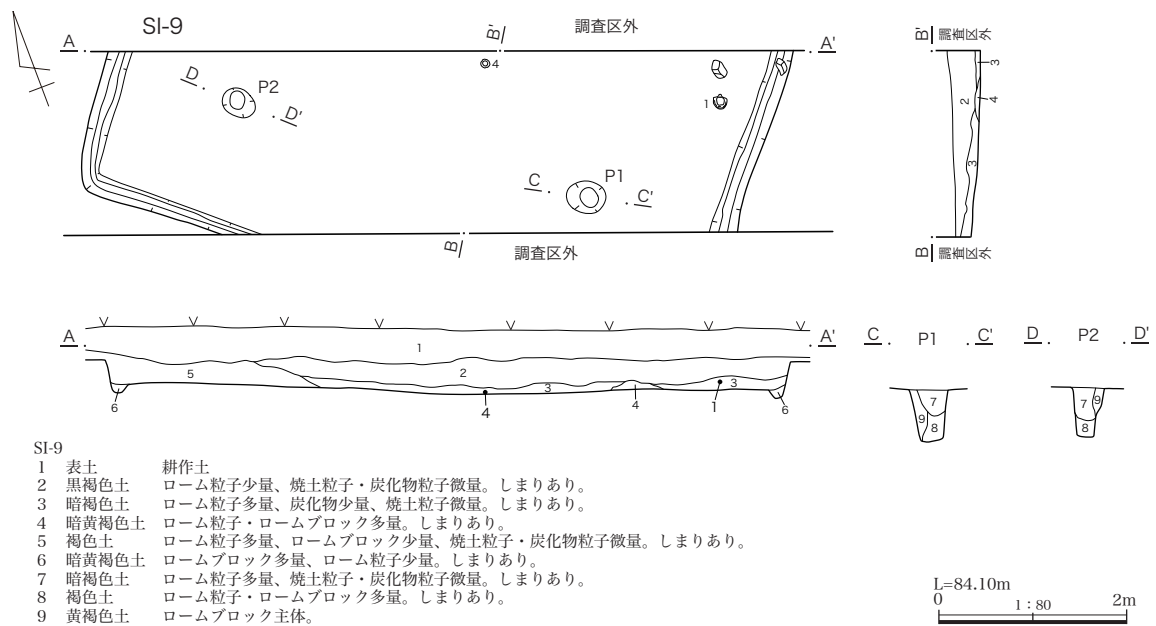 SI-9
調査区外
A
A'
B'
4
D
P2
D'
1
P1
C
C'
B
調査区外
B'
調査区外
3
4
2
3
B
調査区外
A
A'
1
5
2
3
4
3
6
4
1
6
C
P1
C'
7
9
8
D
P2
D'
7
9
8
SI-9
1 表土 耕作土
2 黒褐色土 ローム粒子少量、焼土粒子・炭化物粒子微量。しまりあり。
3 暗褐色土 ローム粒子多量、炭化物少量、焼土粒子微量。しまりあり。
4 暗黄褐色土 ローム粒子・ロームブロック多量。しまりあり。
5 褐色土 ローム粒子多量、ロームブロック少量、焼土粒子・炭化物粒子微量。しまりあり。
6 暗黄褐色土 ロームブロック多量、ローム粒子少量。しまりあり。
7 暗褐色土 ローム粒子多量、焼土粒子・炭化物粒子微量。しまりあり。
8 褐色土 ローム粒子・ロームブロック多量。しまりあり。
9 黄褐色土 ロームブロック主体。
L=84.10m
0 1：80 2m